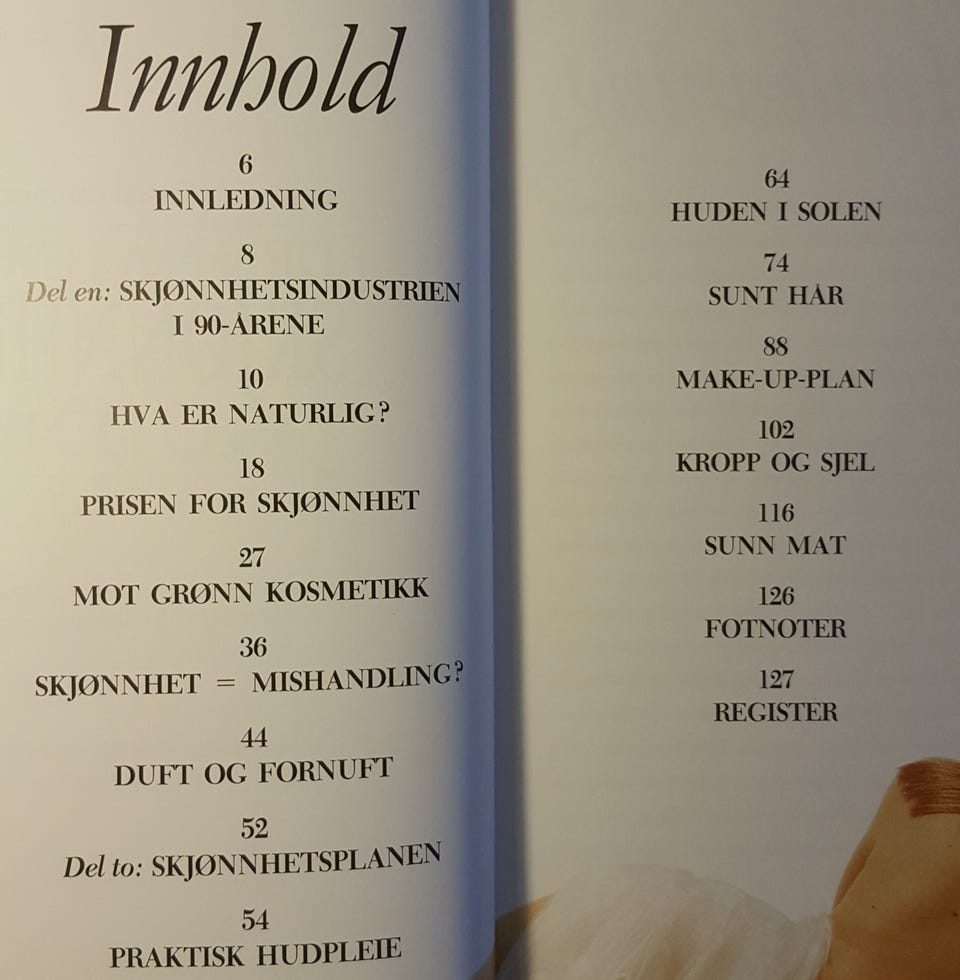 Innhold
6
INNLEDNING
8
Del en: SKJØNNHETSINDUSTRIEN
I 90-ÅRENE
10
HVA ER NATURLIG?
18
PRISEN FOR SKJØNNHET
27
MOT GRØNN KOSMETIKK
36
SKJØNNHET = MISHANDLING?
44
DUFT OG FORNUFT
52
Del to: SKJØNNHETSPLANEN
54
PRAKTISK HUDPLEIE
64
HUDEN I SOLEN
74
SUNT HÅR
88
MAKE-UP-PLAN
102
KROPP OG SJEL
116
SUNN MAT
126
FOTNOTER
127
REGISTER